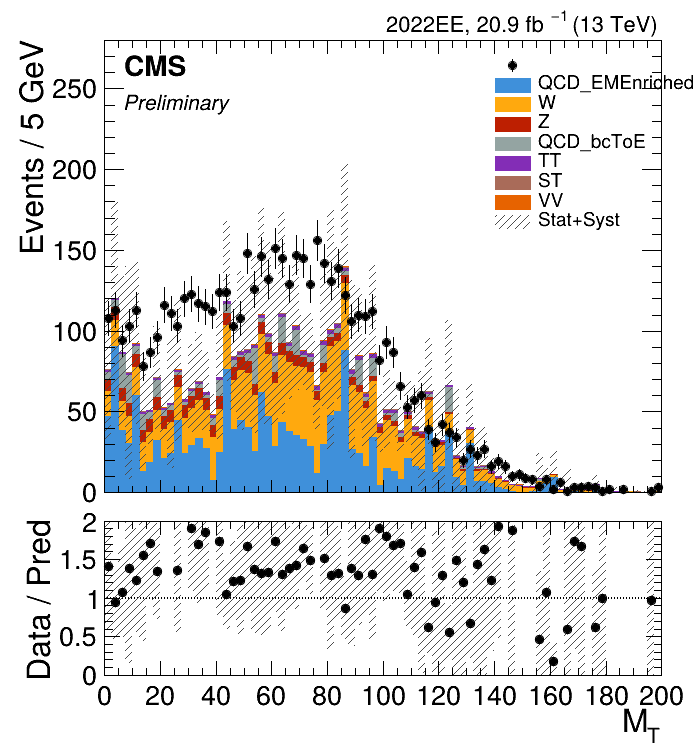 2022EE, 20.9 fb⁻¹ (13 TeV)
CMS
Preliminary
QCD_EMEnriched
W
Z
QCD_bcToE
TT
ST
VV
Stat+Syst
Events / 5 GeV
250
200
150
100
50
0
Data / Pred
2
1.5
1
0.5
0
0 20 40 60 80 100 120 140 160 180 200
M_T